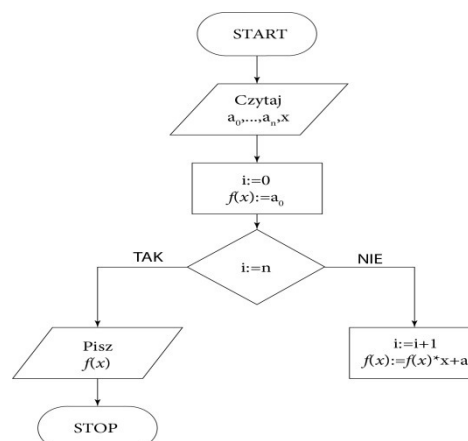 START
Czytaj
a₀,...,aₙ,x
i:=0
f(x):=a₀
TAK
i:=n
NIE
Pisz
f(x)
i:=i+1
f(x):=f(x)*x+a
STOP